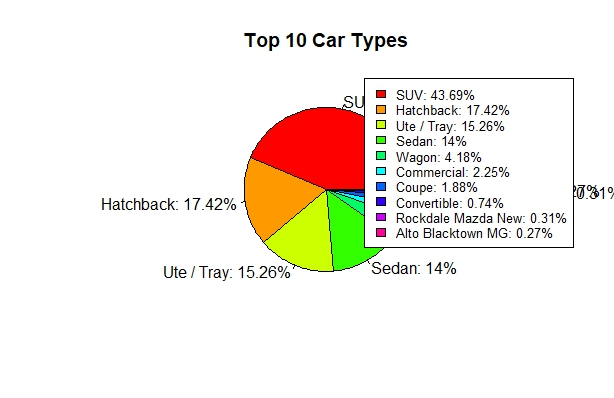 Top 10 Car Types
SU
SUV: 43.69%
Hatchback: 17.42%
Ute / Tray: 15.26%
Sedan: 14%
Wagon: 4.18%
Commercial: 2.25%
Coupe: 1.88%
Convertible: 0.74%
Rockdale Mazda New: 0.31%
Alto Blacktown MG: 0.27%
Hatchback: 17.42%
Ute / Tray: 15.26%
Sedan: 14%